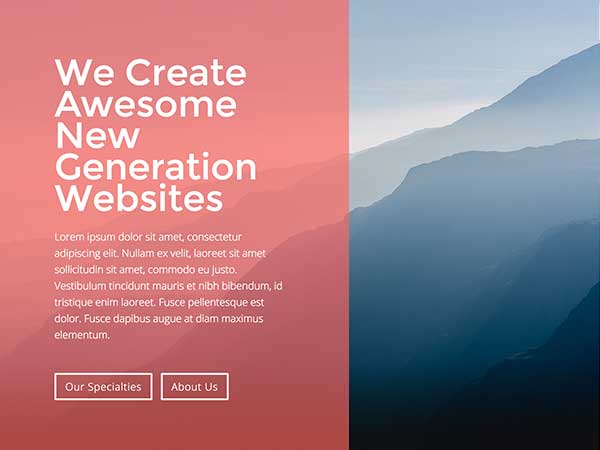 We Create
Awesome
New
Generation
Websites
Lorem ipsum dolor sit amet, consectetur
adipiscing elit. Nullam ex velit, laoreet sit amet
sollicitudin sit amet, commodo eu justo.
Vestibulum tincidunt mauris et nibh bibendum, id
tristique enim laoreet. Fusce pellentesque est
dolor. Fusce dapibus augue at diam maximus
elementum.
Our Specialties
About Us